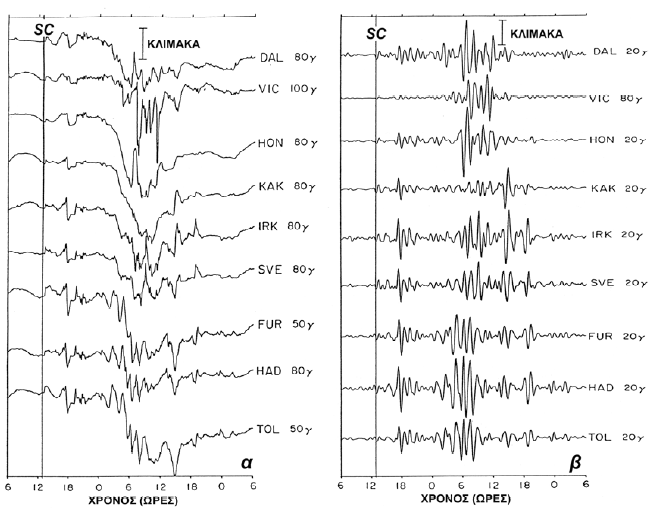 SC
ΚΛΙΜΑΚΑ
DAL 80γ
VIC 100γ
HON 80γ
KAK 80γ
IRK 80γ
SVE 80γ
FUR 50γ
HAD 80γ
TOL 50γ
α
6 12 18 0 6 12 18 0 6
ΧΡΟΝΟΣ (ΩΡΕΣ)
SC
ΚΛΙΜΑΚΑ
DAL 20γ
VIC 80γ
HON 20γ
KAK 20γ
IRK 20γ
SVE 20γ
FUR 20γ
HAD 20γ
TOL 20γ
β
6 12 18 0 6 12 18 0 6
ΧΡΟΝΟΣ (ΩΡΕΣ)